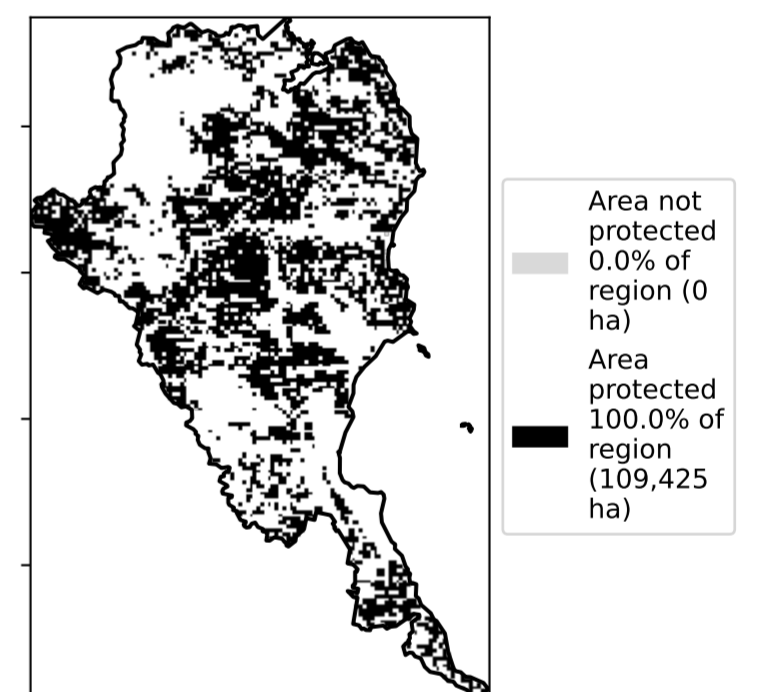 Area not
protected
0.0% of
region (0
ha)
Area
protected
100.0% of
region
(109,425
ha)